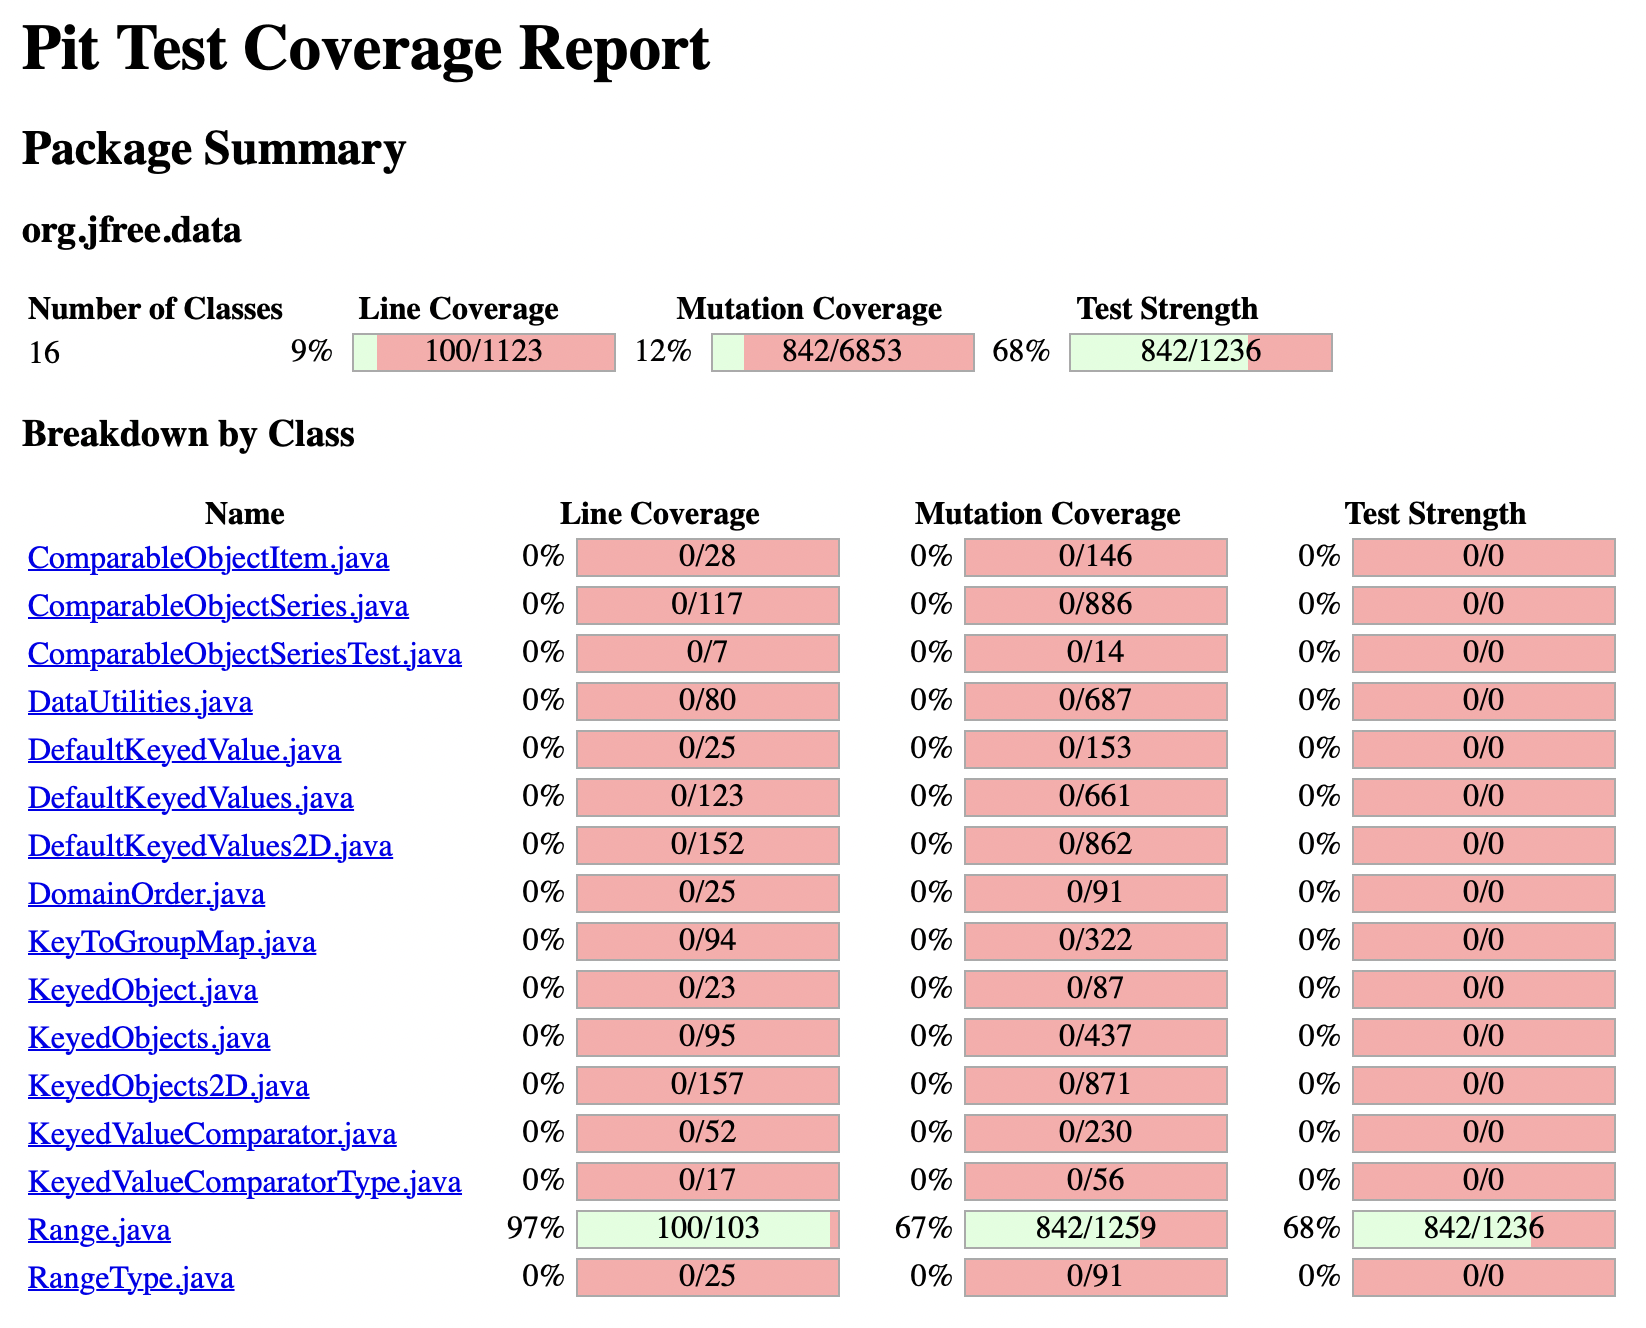 Pit Test Coverage Report
Package Summary
org.jfree.data
Number of Classes Line Coverage Mutation Coverage Test Strength
16 9% 100/1123 12% 842/6853 68% 842/1236
Breakdown by Class
Name Line Coverage Mutation Coverage Test Strength
ComparableObjectItem.java 0% 0/28 0% 0/146 0% 0/0
ComparableObjectSeries.java 0% 0/117 0% 0/886 0% 0/0
ComparableObjectSeriesTest.java 0% 0/7 0% 0/14 0% 0/0
DataUtilities.java 0% 0/80 0% 0/687 0% 0/0
DefaultKeyedValue.java 0% 0/25 0% 0/153 0% 0/0
DefaultKeyedValues.java 0% 0/123 0% 0/661 0% 0/0
DefaultKeyedValues2D.java 0% 0/152 0% 0/862 0% 0/0
DomainOrder.java 0% 0/25 0% 0/91 0% 0/0
KeyToGroupMap.java 0% 0/94 0% 0/322 0% 0/0
KeyedObject.java 0% 0/23 0% 0/87 0% 0/0
KeyedObjects.java 0% 0/95 0% 0/437 0% 0/0
KeyedObjects2D.java 0% 0/157 0% 0/871 0% 0/0
KeyedValueComparator.java 0% 0/52 0% 0/230 0% 0/0
KeyedValueComparatorType.java 0% 0/17 0% 0/56 0% 0/0
Range.java 97% 100/103 67% 842/1259 68% 842/1236
RangeType.java 0% 0/25 0% 0/91 0% 0/0